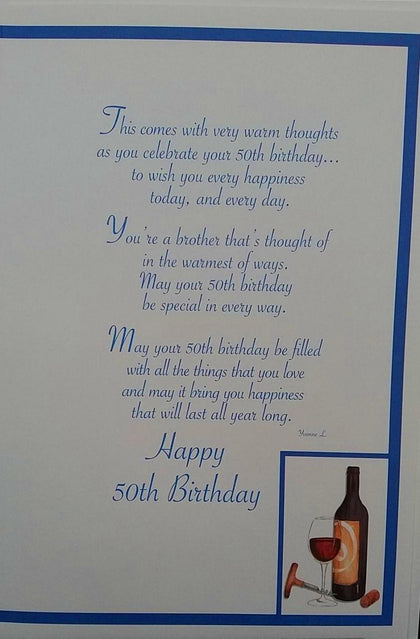 This comes with very warm thoughts
as you celebrate your 50th birthday...
to wish you every happiness
today, and every day.
You're a brother that's thought of
in the warmest of ways.
May your 50th birthday
be special in every way.
May your 50th birthday be filled
with all the things that you love
and may it bring you happiness
that will last all year long.
Yvonne L.
Happy
50th Birthday